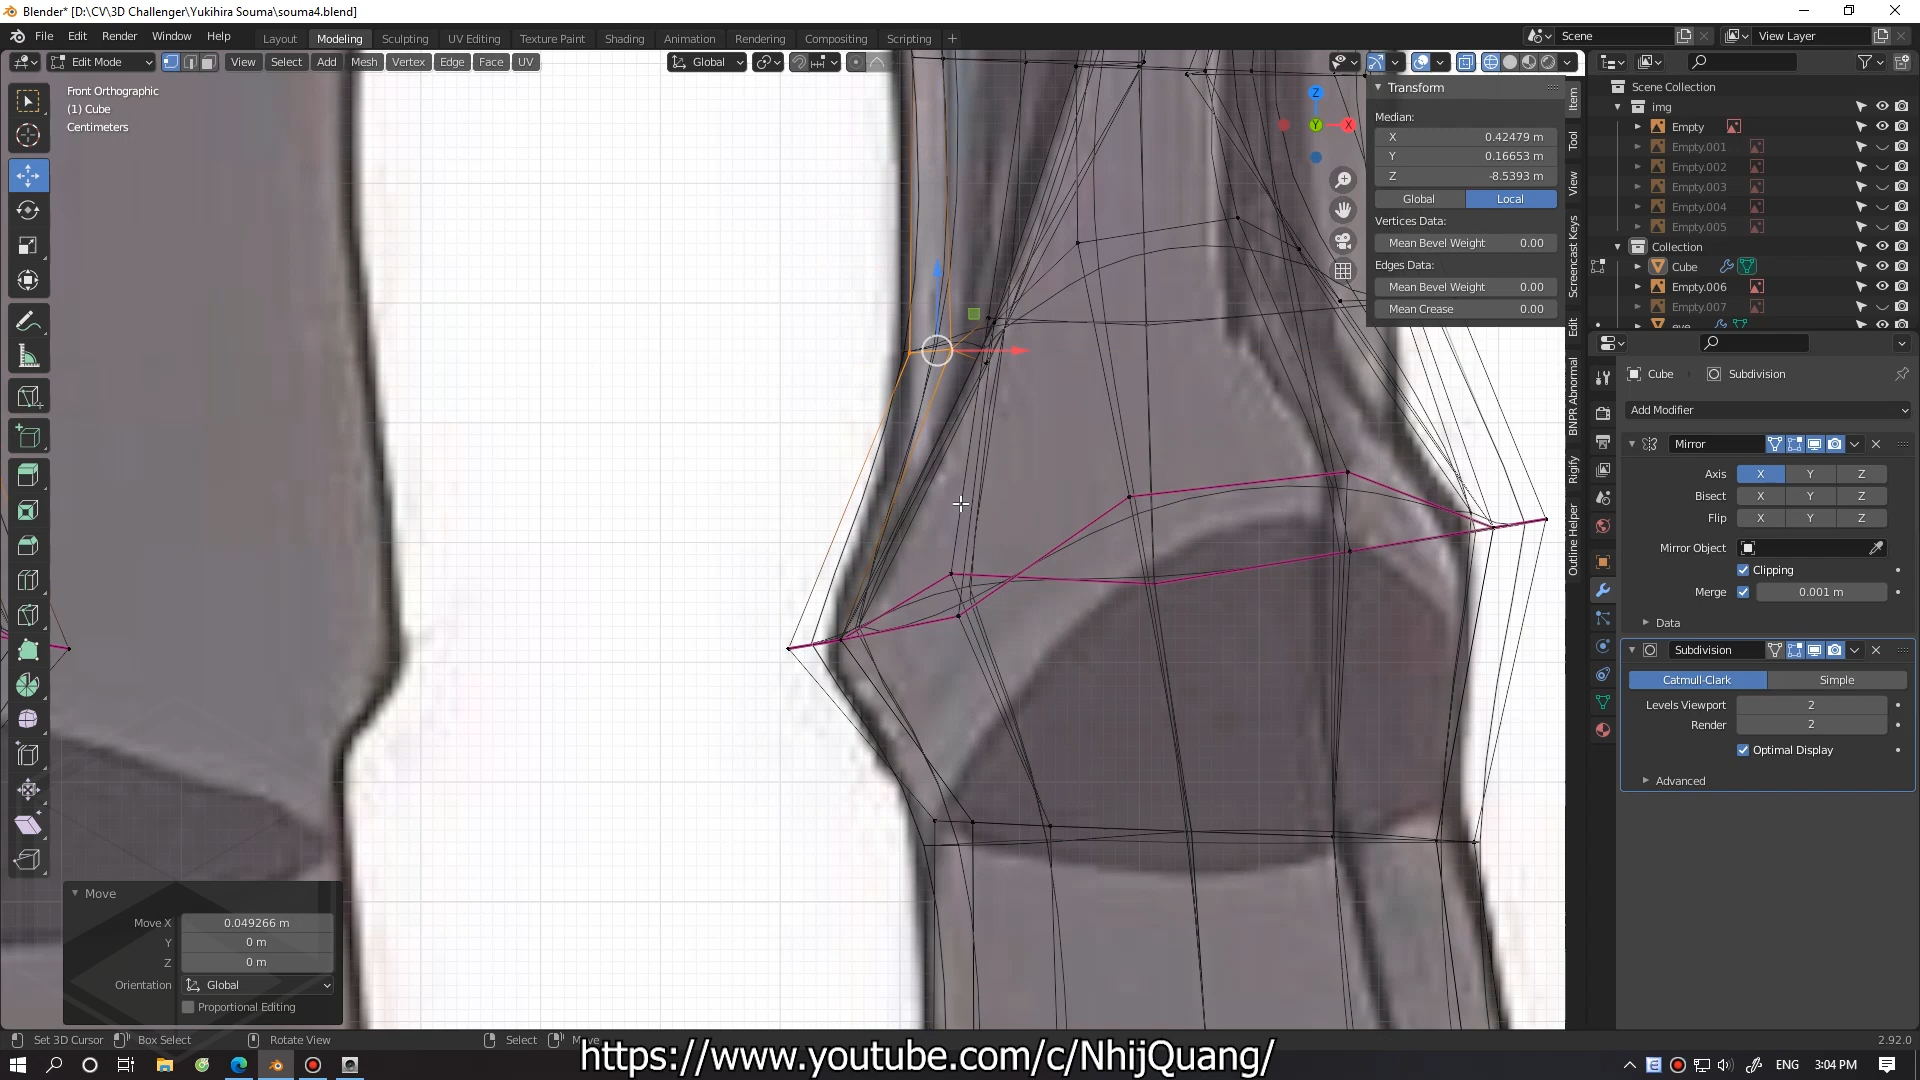 Blender* [D:\CV\3D Challenger\Yukihira Souma\souma4.blend]
File Edit Render Window Help
Layout Modeling Sculpting UV Editing Texture Paint Shading Animation Rendering Compositing Scripting
Scene
View Layer
Edit Mode
View Select Add Mesh Vertex Edge Face UV
Global
Front Orthographic
(1) Cube
Centimeters
Transform
Median:
X 0.42479 m
Y 0.16653 m
Z -8.5393 m
Global Local
Vertices Data:
Mean Bevel Weight 0.00
Edges Data:
Mean Bevel Weight 0.00
Mean Crease 0.00
Z
Y
X
Item
Tool
View
Screencast Keys
Edit
BNPR Abnormal
Rigify
Outline Helper
Scene Collection
img
Empty
Empty.001
Empty.002
Empty.003
Empty.004
Empty.005
Collection
Cube
Empty.006
Empty.007
eye
Cube Subdivision
Add Modifier
Mirror
Axis X Y Z
Bisect X Y Z
Flip X Y Z
Mirror Object
Clipping
Merge 0.001 m
Data
Subdivision
Catmull-Clark Simple
Levels Viewport 2
Render 2
Optimal Display
Advanced
Move
Move X 0.049266 m
Y 0 m
Z 0 m
Orientation Global
Proportional Editing
Set 3D Cursor Box Select Rotate View Select Move
2.92.0
https://www.youtube.com/c/NhijQuang/
ENG 3:04 PM